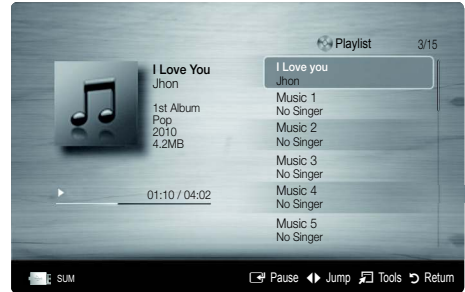 Playlist 3/15
I Love You
Jhon
1st Album
Pop
2010
4.2MB
01:10 / 04:02
I Love you
Jhon
Music 1
No Singer
Music 2
No Singer
Music 3
No Singer
Music 4
No Singer
Music 5
No Singer
SUM Pause Jump Tools Return